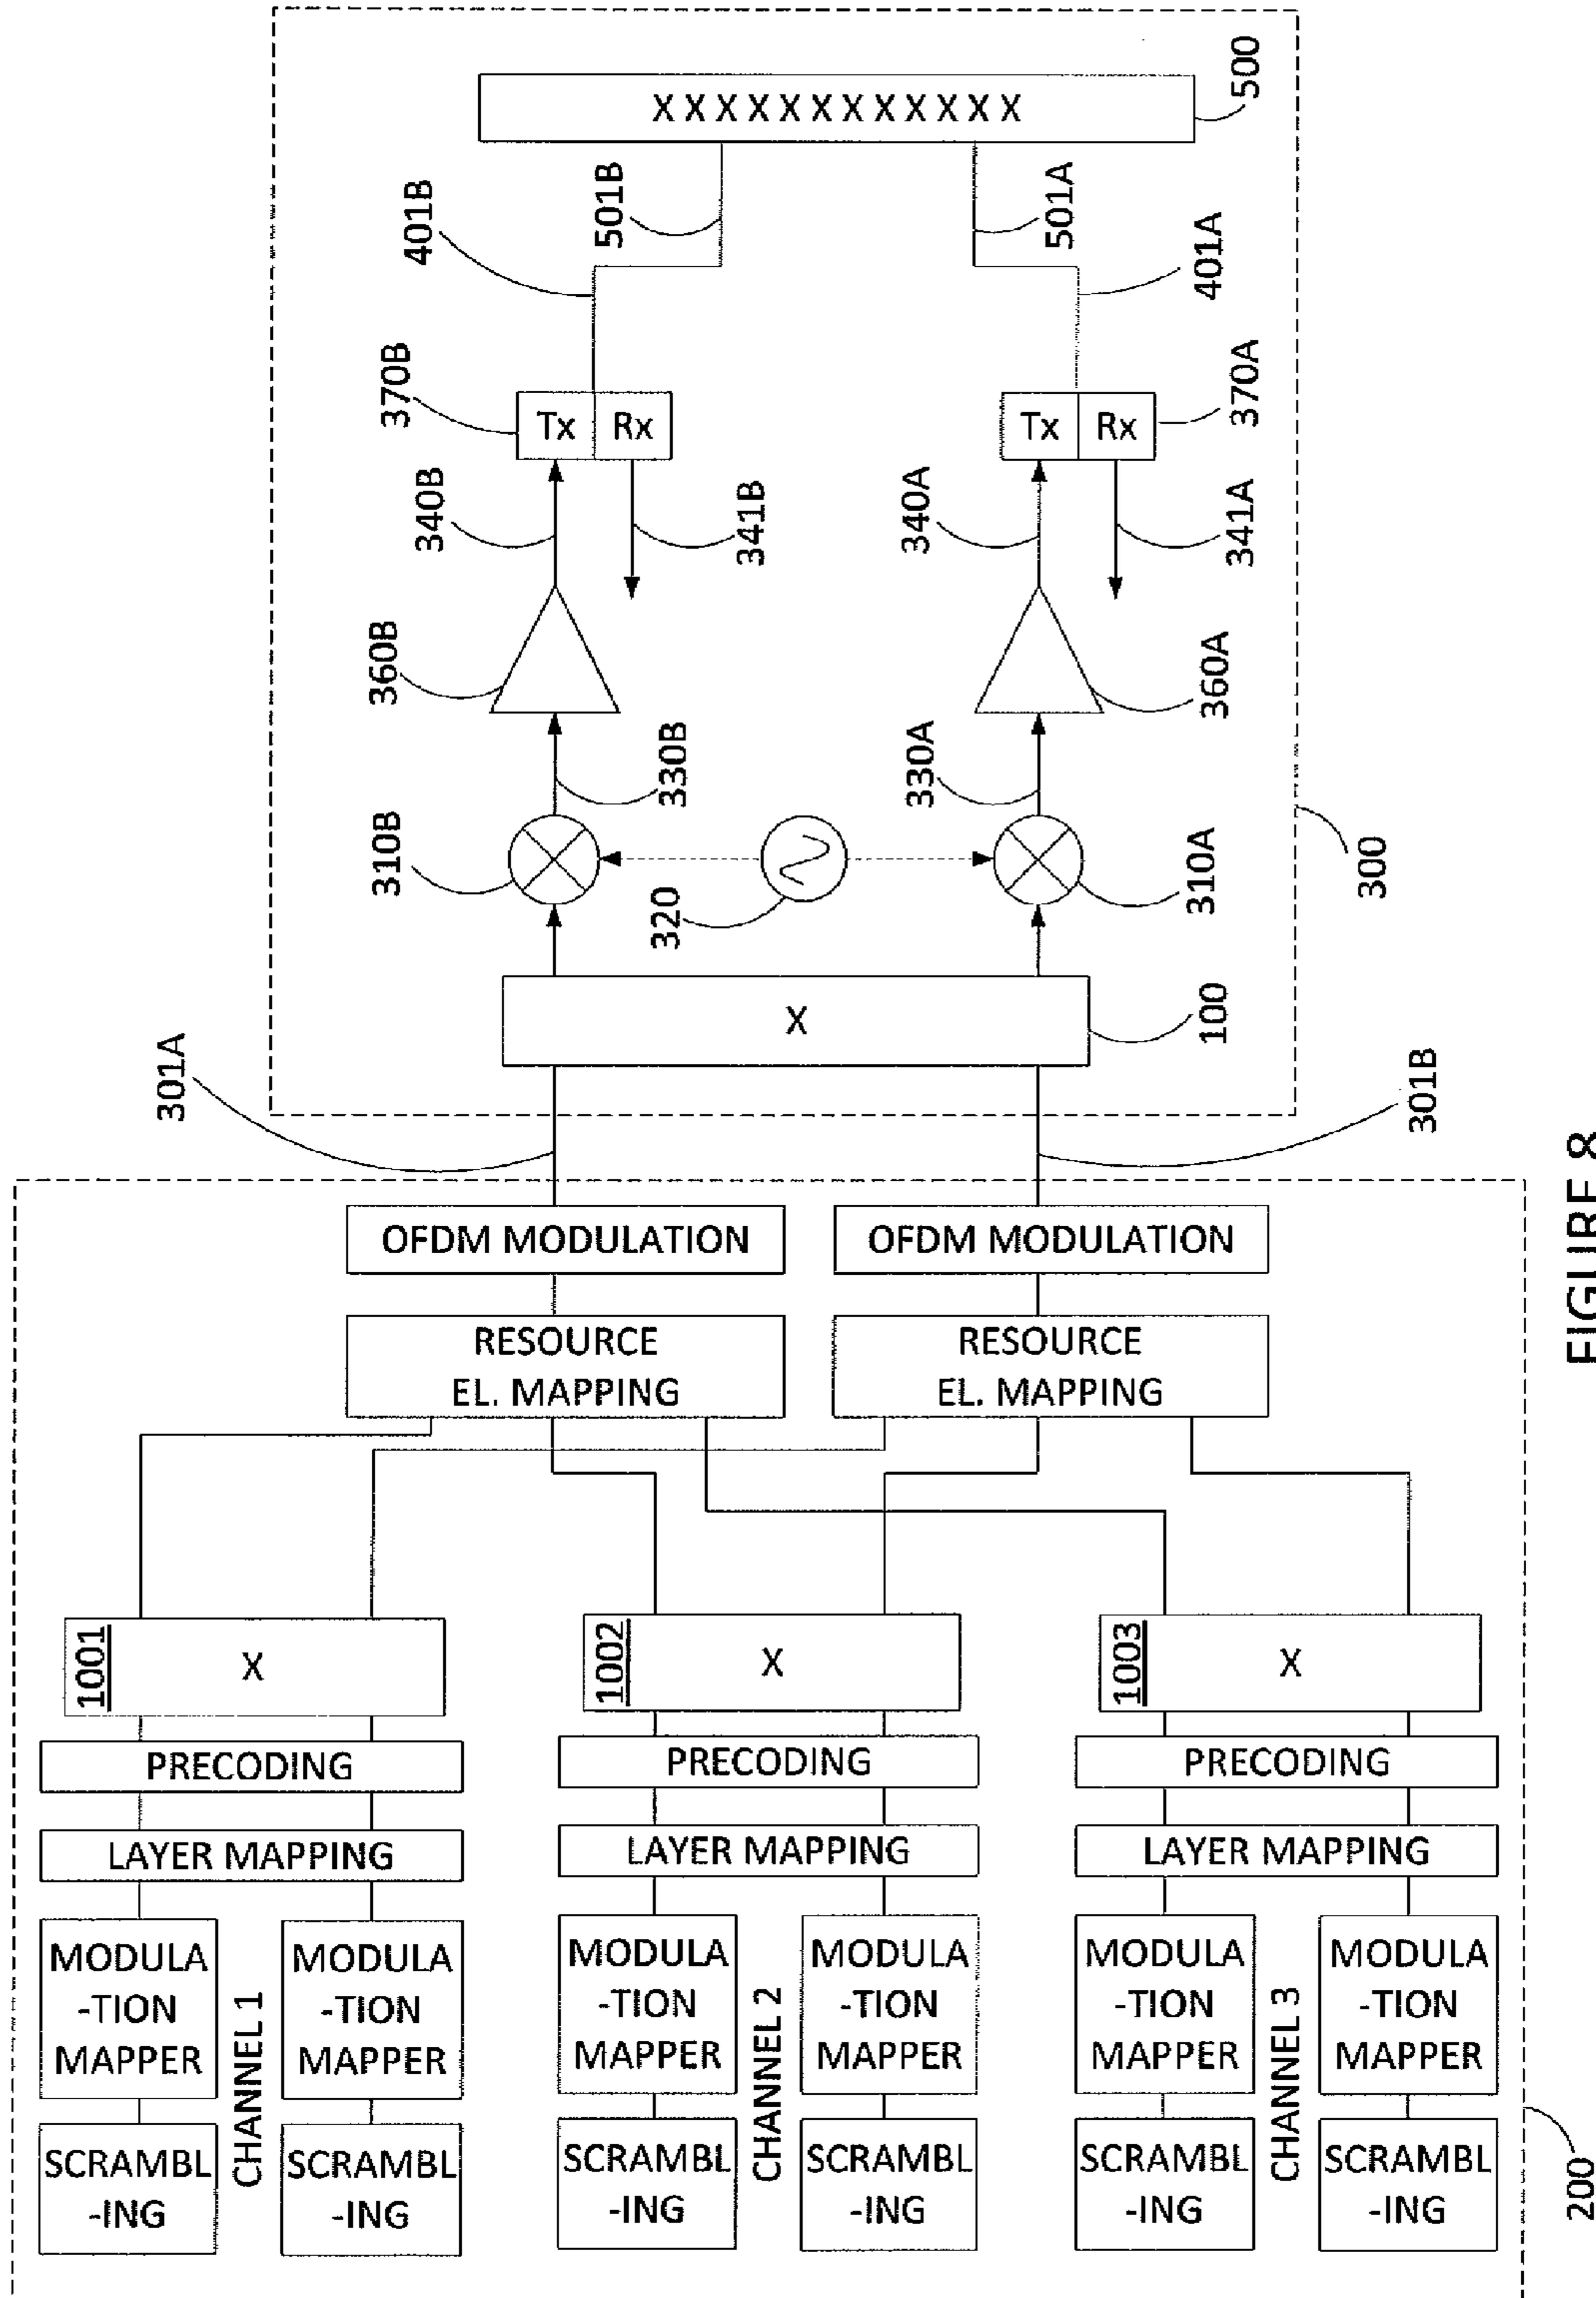 SCRAMBL
-ING
MODULA
-TION
MAPPER
CHANNEL 1
SCRAMBL
-ING
MODULA
-TION
MAPPER
LAYER MAPPING
PRECODING
1001
X
SCRAMBL
-ING
MODULA
-TION
MAPPER
CHANNEL 2
SCRAMBL
-ING
MODULA
-TION
MAPPER
LAYER MAPPING
PRECODING
1002
X
SCRAMBL
-ING
MODULA
-TION
MAPPER
CHANNEL 3
SCRAMBL
-ING
MODULA
-TION
MAPPER
LAYER MAPPING
PRECODING
1003
X
RESOURCE
EL. MAPPING
OFDM MODULATION
RESOURCE
EL. MAPPING
OFDM MODULATION
200
301A
301B
X
100
310B
320
310A
330B
330A
360B
360A
340B
341B
340A
341A
370B
Tx
Rx
Tx
Rx
370A
401B
501B
501A
401A
X X X X X X X X X X X X
500
300
FIGURE 8